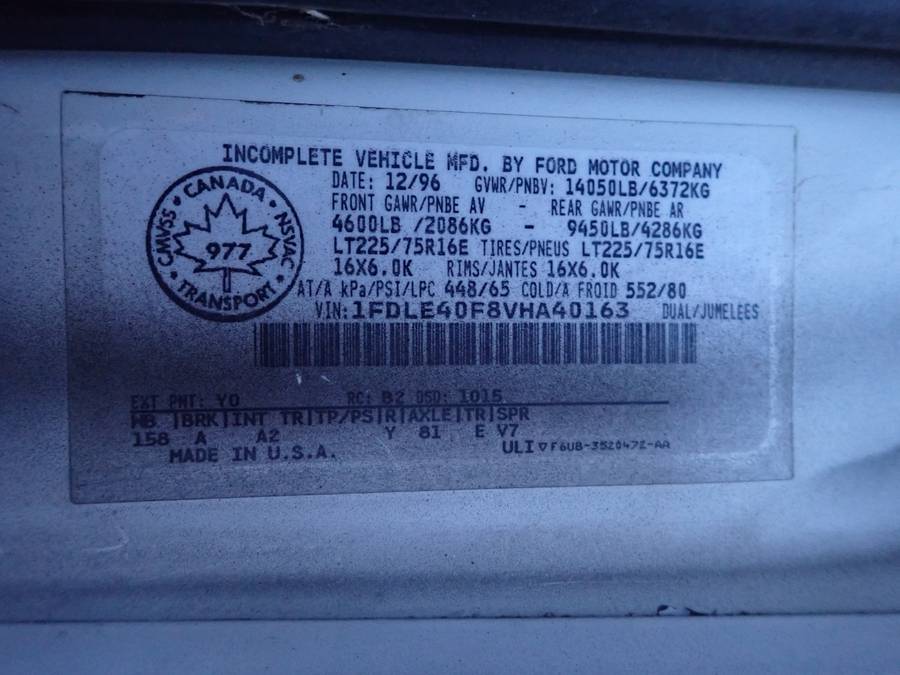 INCOMPLETE VEHICLE MFD. BY FORD MOTOR COMPANY
DATE: 12/96 GVWR/PNBV: 14050LB/6372KG
FRONT GAWR/PNBE AV - REAR GAWR/PNBE AR
4600LB /2086KG - 9450LB/4286KG
LT225/75R16E TIRES/PNEUS LT225/75R16E
16X6.0K RIMS/JANTES 16X6.0K
AT/A kPa/PSI/LPC 448/65 COLD/A FROID 552/80
VIN: 1FDLE40F8VHA40163 DUAL/JUMELEES
CANADA
CMVSS NSVAC
977
TRANSPORT
EXT PNT: YO RC: B2 DSO: 1015
WB |BRK|INT TR|TP/PS|R|AXLE|TR|SPR
158 A A2 Y 81 E V7
MADE IN U.S.A. ULI ▽ F6UB-3520472-AA